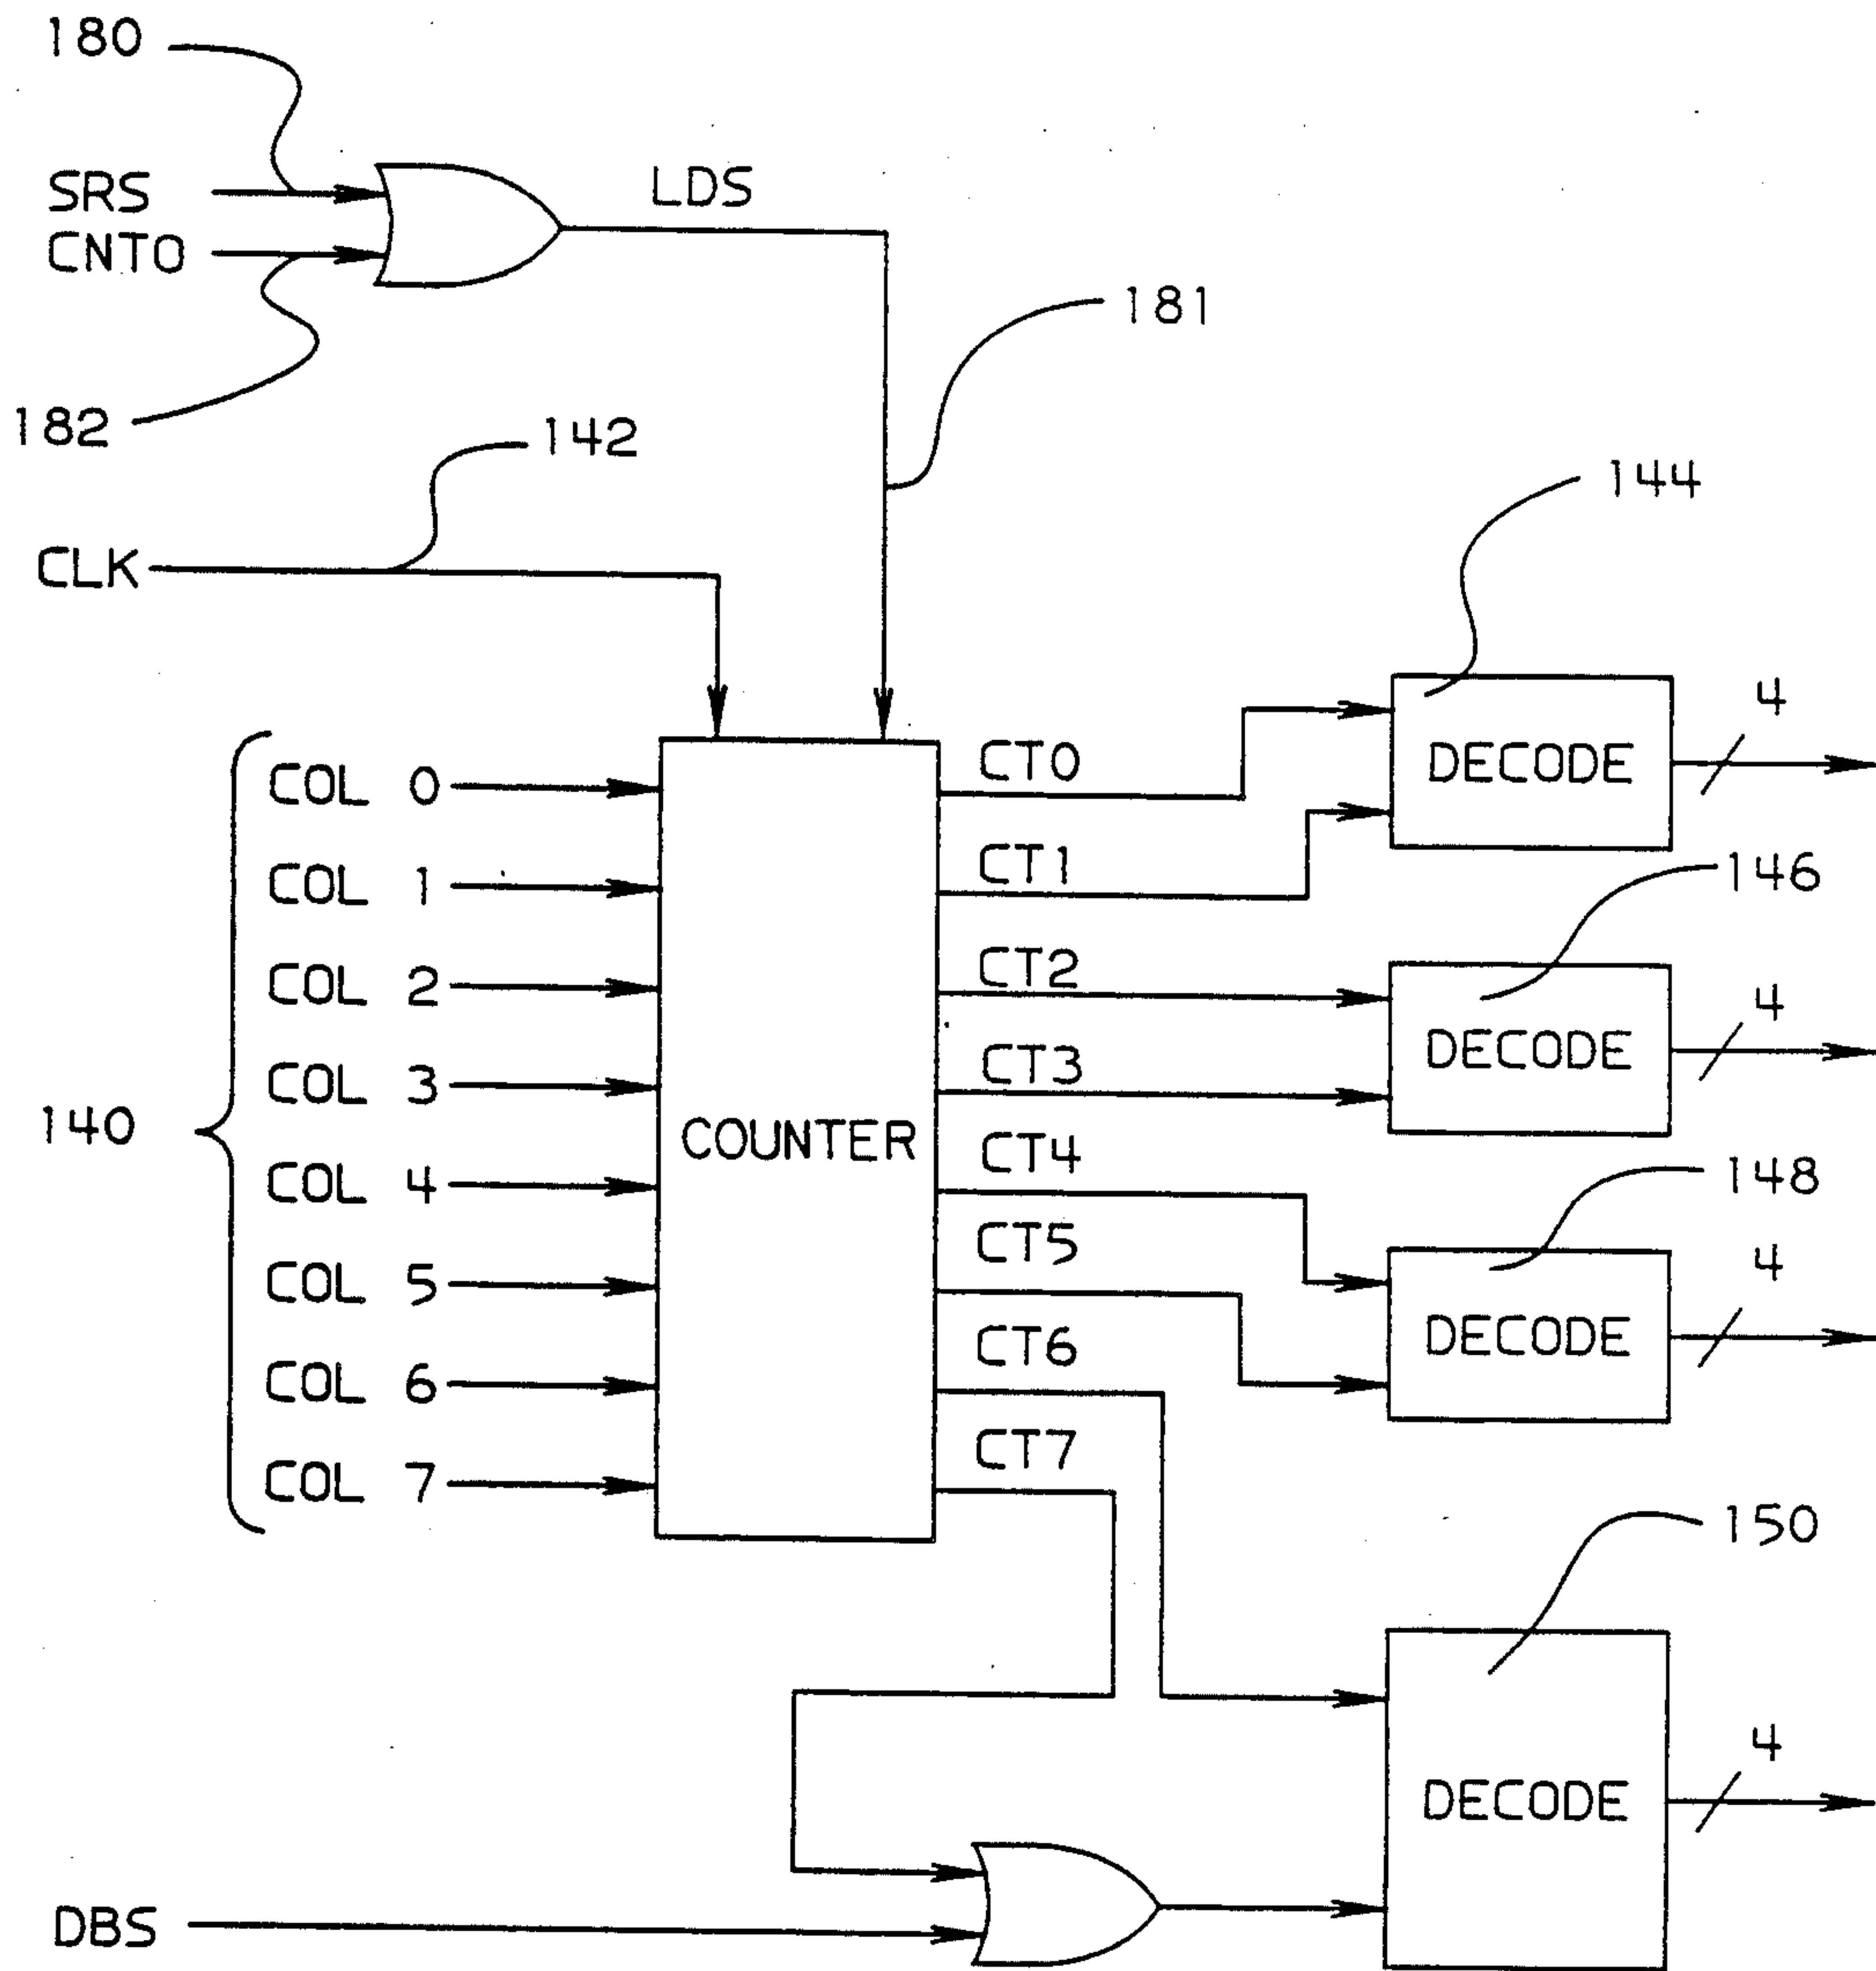 180
SRS
LDS
CNT0
181
182
142
144
CLK
4
CT0
DECODE
COL 0
CT1
146
COL 1
CT2
4
COL 2
DECODE
CT3
COL 3
140
COUNTER
CT4
148
COL 4
CT5
4
COL 5
DECODE
CT6
COL 6
CT7
COL 7
150
4
DECODE
DBS